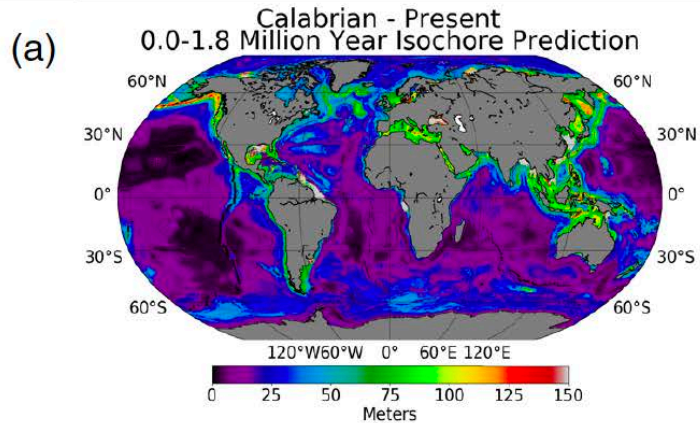 (a)
Calabrian - Present
0.0-1.8 Million Year Isochore Prediction
60°N 60°N
30°N 30°N
0° 0°
30°S 30°S
60°S 60°S
120°W60°W 0° 60°E 120°E
0 25 50 75 100 125 150
Meters